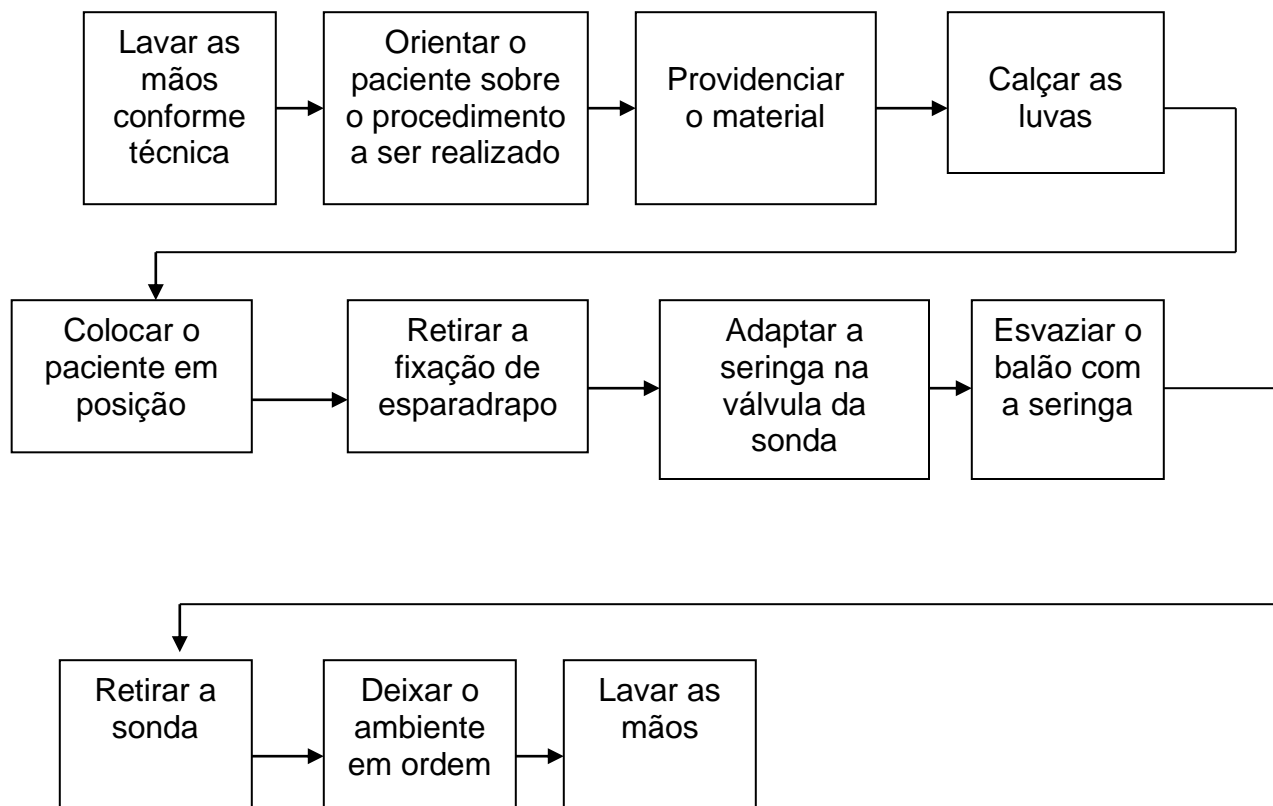 Lavar as
mãos
conforme
técnica
Orientar o
paciente sobre
o procedimento
a ser realizado
Providenciar
o material
Calçar as
luvas
Colocar o
paciente em
posição
Retirar a
fixação de
esparadrapo
Adaptar a
seringa na
válvula da
sonda
Esvaziar o
balão com
a seringa
Retirar a
sonda
Deixar o
ambiente
em ordem
Lavar as
mãos